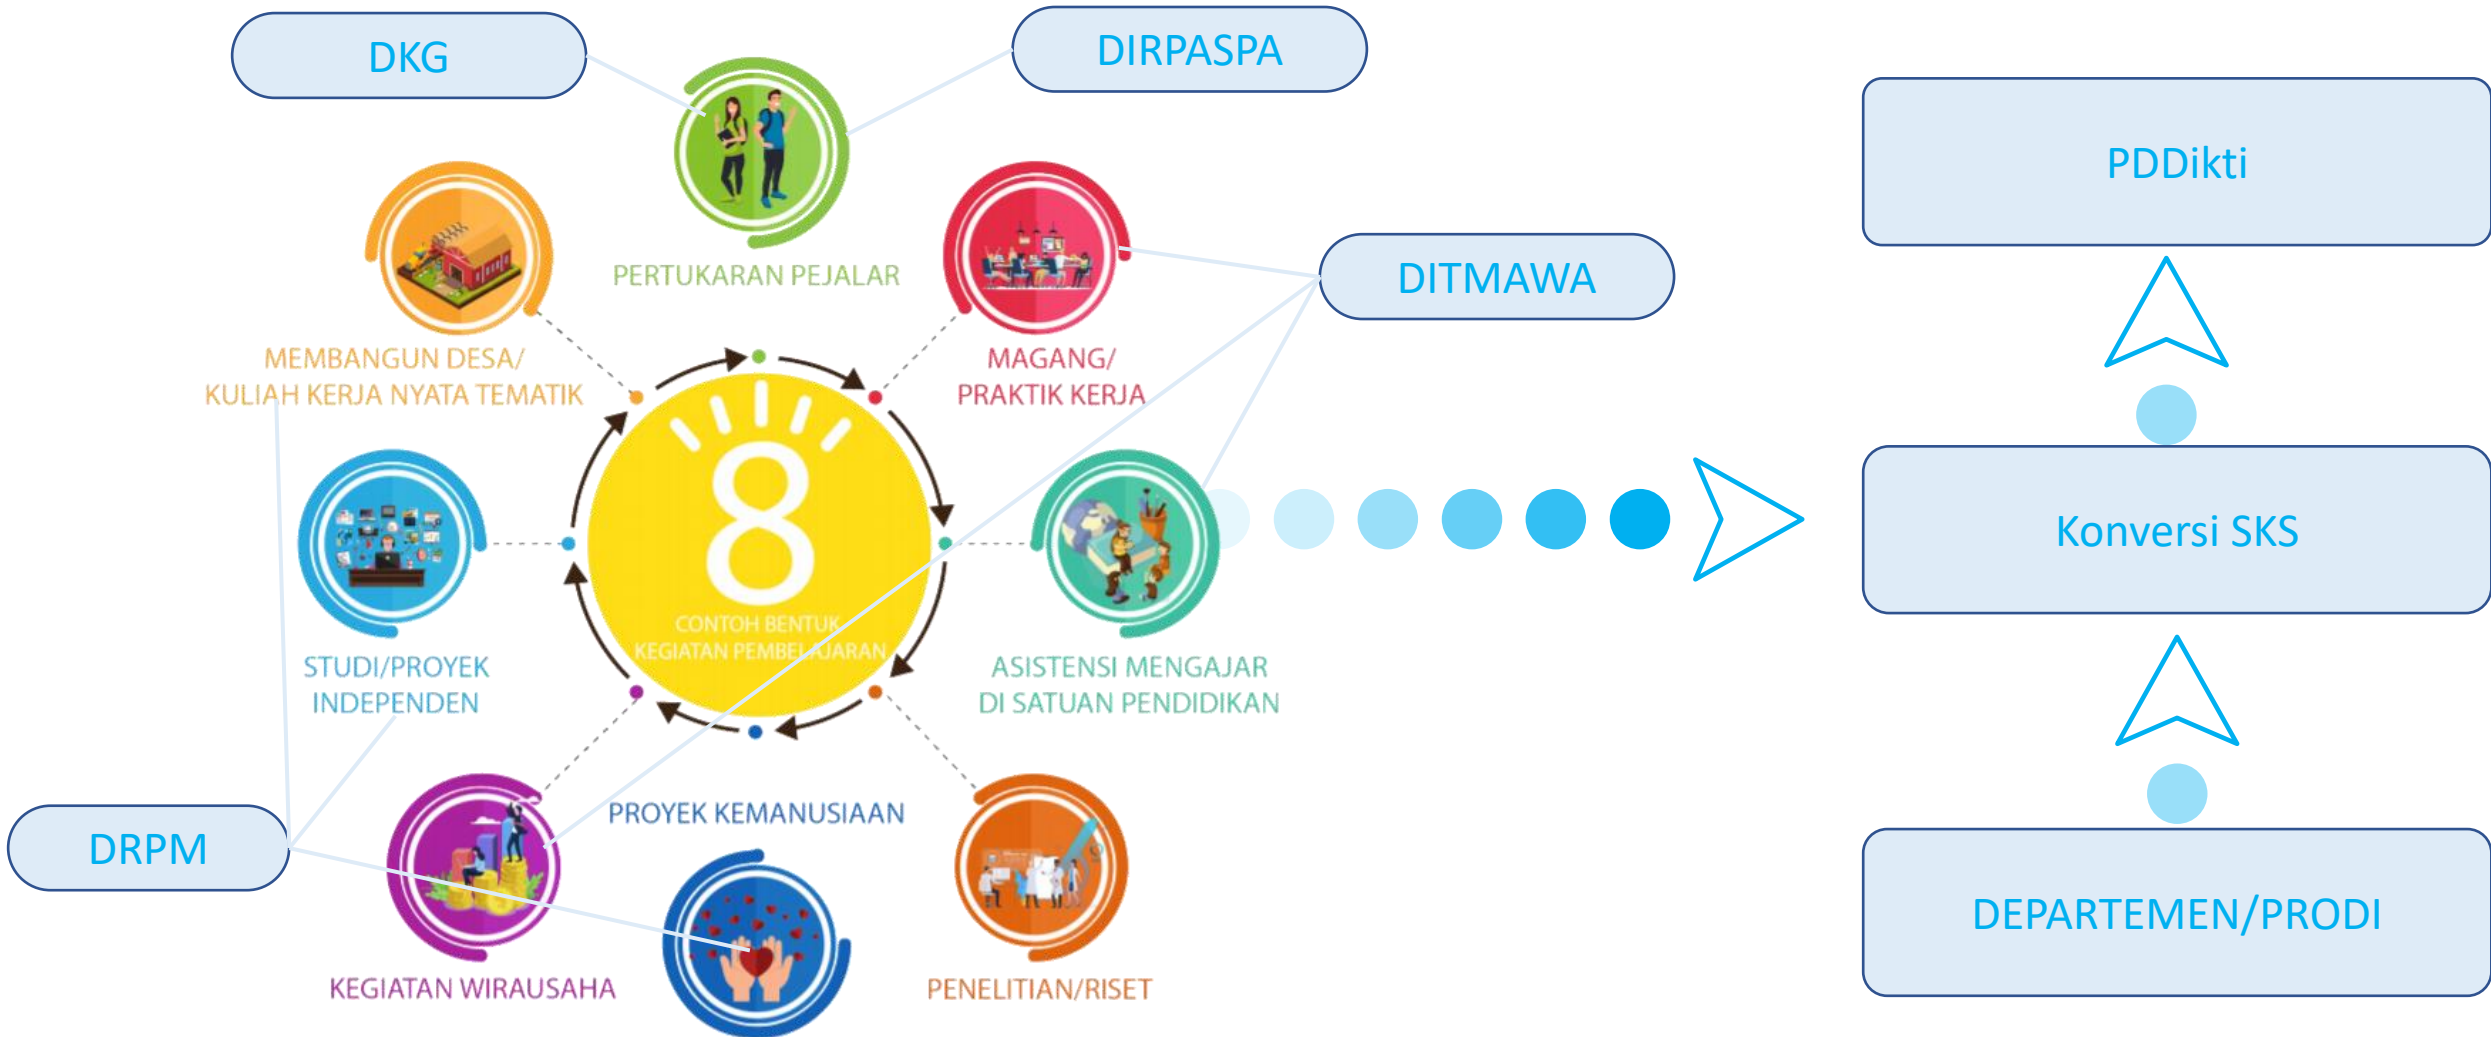 DKG
DIRPASPA
PDDikti
PERTUKARAN PEJALAR
DITMAWA
MEMBANGUN DESA/
KULIAH KERJA NYATA TEMATIK
MAGANG/
PRAKTIK KERJA
8
CONTOH BENTUK
KEGIATAN PEMBELAJARAN
Konversi SKS
STUDI/PROYEK
INDEPENDEN
ASISTENSI MENGAJAR
DI SATUAN PENDIDIKAN
DRPM
PROYEK KEMANUSIAAN
DEPARTEMEN/PRODI
KEGIATAN WIRAUSAHA
PENELITIAN/RISET